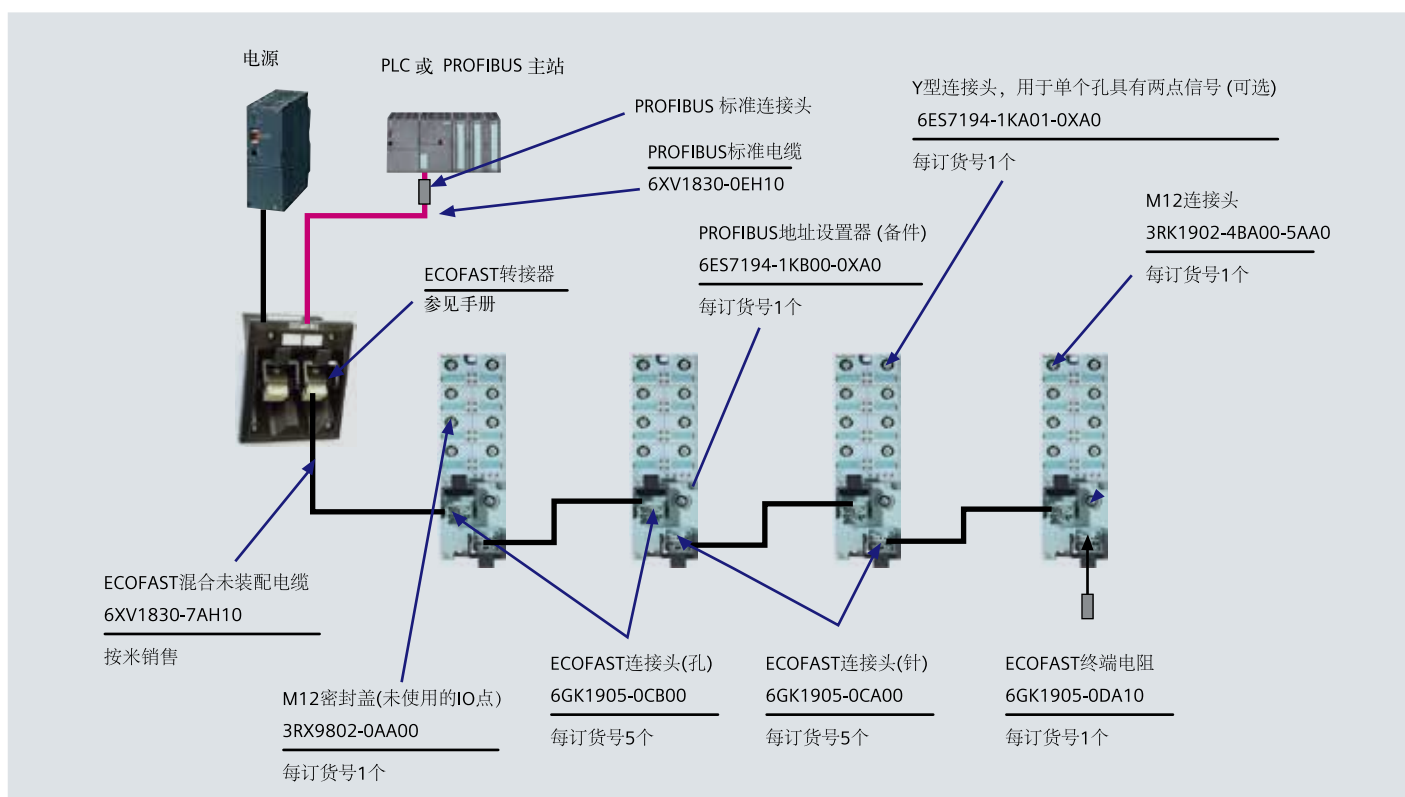 电源
PLC 或 PROFIBUS 主站
PROFIBUS 标准连接头
PROFIBUS标准电缆
6XV1830-0EH10
Y型连接头，用于单个孔具有两点信号 (可选)
6ES7194-1KA01-0XA0
每订货号1个
M12连接头
3RK1902-4BA00-5AA0
每订货号1个
PROFIBUS地址设置器 (备件)
6ES7194-1KB00-0XA0
每订货号1个
ECOFAST转接器
参见手册
ECOFAST混合未装配电缆
6XV1830-7AH10
按米销售
M12密封盖(未使用的IO点）
3RX9802-0AA00
每订货号1个
ECOFAST连接头(孔)
6GK1905-0CB00
每订货号5个
ECOFAST连接头(针)
6GK1905-0CA00
每订货号5个
ECOFAST终端电阻
6GK1905-0DA10
每订货号1个